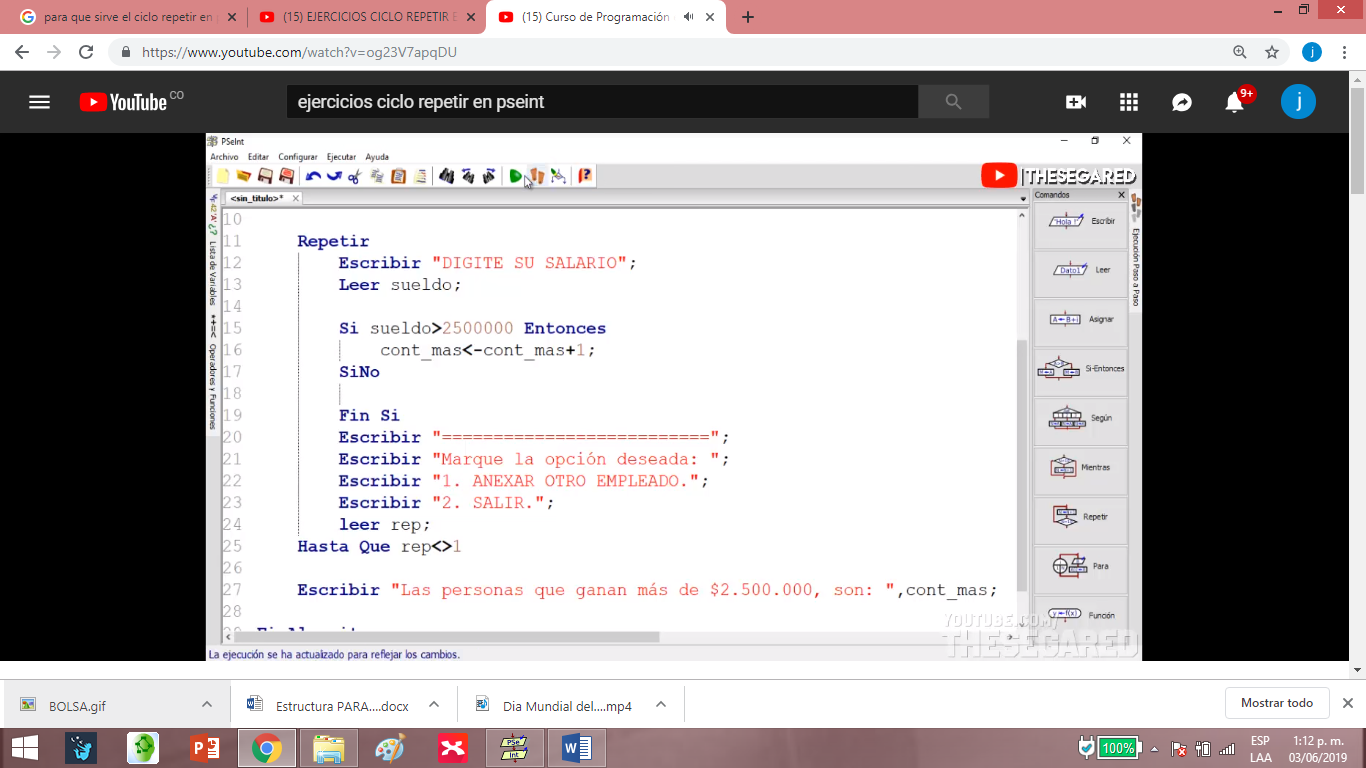 para que sirve el ciclo repetir en
(15) EJERCICIOS CICLO REPETIR E
(15) Curso de Programación
https://www.youtube.com/watch?v=og23V7apqDU
j
YouTube CO
ejercicios ciclo repetir en pseint
9+
j
PSeInt
Archivo Editar Configurar Ejecutar Ayuda
THESEGARED
<sin_titulo>*
Comandos
Lista de Variables
Operadores y Funciones
10
11 Repetir
12 Escribir "DIGITE SU SALARIO";
13 Leer sueldo;
14
15 Si sueldo>2500000 Entonces
16 cont_mas<-cont_mas+1;
17 SiNo
18
19 Fin Si
20 Escribir "==========================";
21 Escribir "Marque la opción deseada: ";
22 Escribir "1. ANEXAR OTRO EMPLEADO.";
23 Escribir "2. SALIR.";
24 leer rep;
25 Hasta Que rep<>1
26
27 Escribir "Las personas que ganan más de $2.500.000, son: ",cont_mas;
28
'Hola !' Escribir
Dato1 Leer
A←B+1 Asignar
Si-Entonces
Según
Mientras
Repetir
Para
y←f(x) Función
Ejecución Paso a Paso
YOUTUBE.COM/
THESEGARED
La ejecución se ha actualizado para reflejar los cambios.
BOLSA.gif
Estructura PARA....docx
Dia Mundial del....mp4
Mostrar todo
PSe
Int
100%
ESP
LAA
1:12 p. m.
03/06/2019